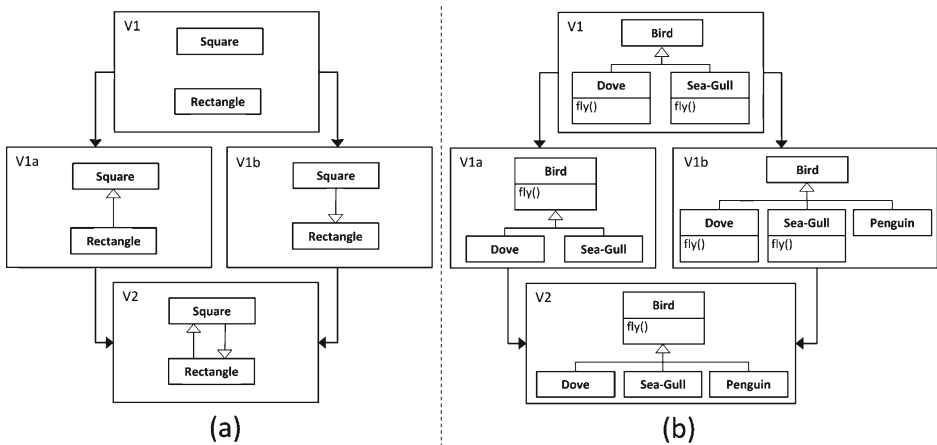 V1
Square
Rectangle
V1a
Square
Rectangle
V1b
Square
Rectangle
V2
Square
Rectangle
(a)
V1
Bird
Dove
Sea-Gull
fly()
fly()
V1a
Bird
fly()
Dove
Sea-Gull
V1b
Bird
Dove
Sea-Gull
Penguin
fly()
fly()
V2
Bird
fly()
Dove
Sea-Gull
Penguin
(b)